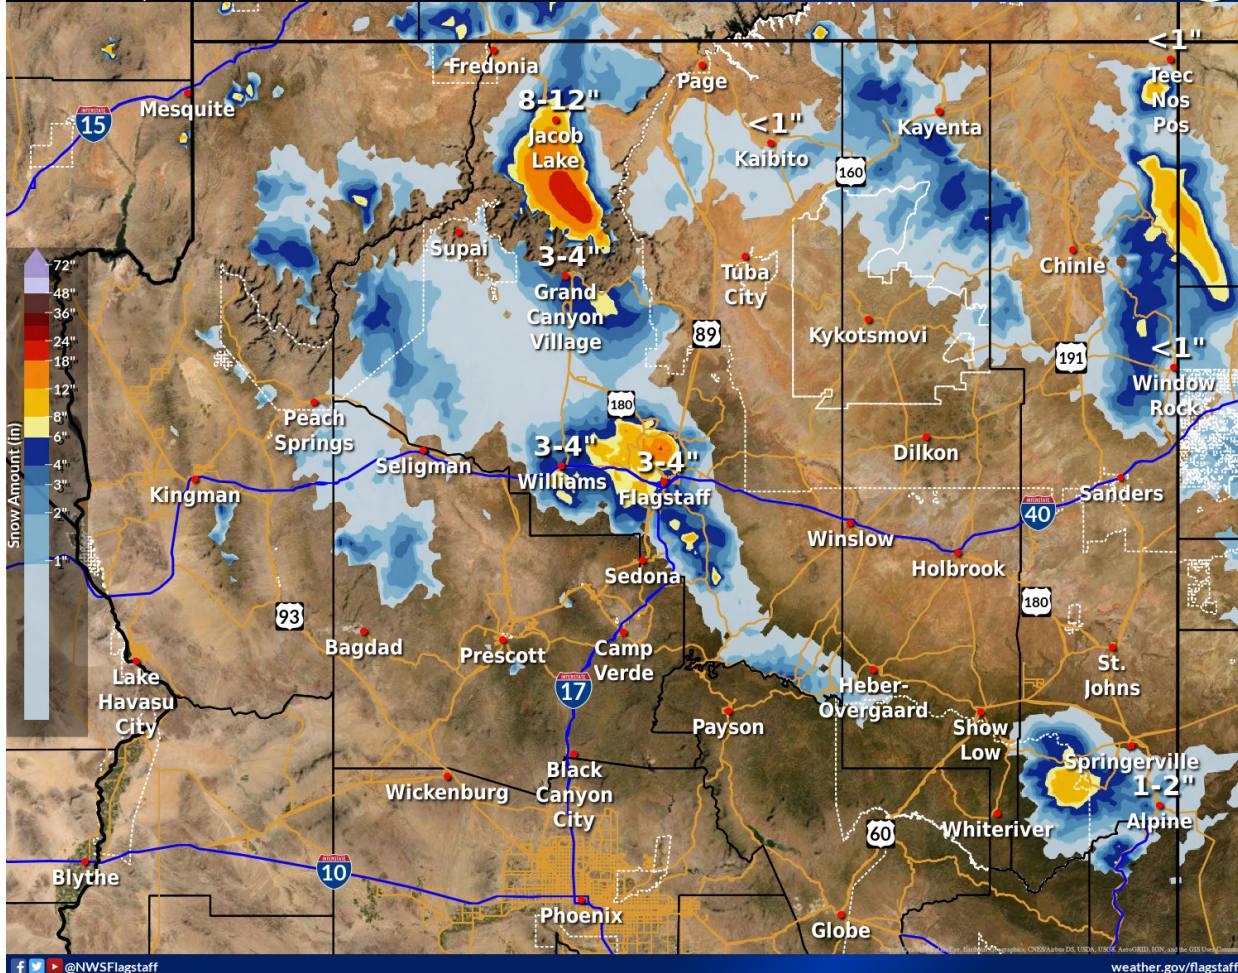 <1"
Fredonia
Page
Teec
Nos
Pos
8-12"
Mesquite
INTERSTATE
15
Jacob
Lake
<1"
Kaibito
Kayenta
160
Supai
3-4"
Grand
Canyon
Village
Tuba
City
Chinle
Kykotsmovi
89
191
<1"
Window
Rock
72"
48"
36"
24"
18"
12"
8"
6"
4"
3"
2"
1"
Snow Amount (in)
Peach
Springs
180
Seligman
3-4"
Williams
3-4"
Flagstaff
Dilkon
Kingman
Sanders
INTERSTATE
40
Winslow
Holbrook
Sedona
93
180
Bagdad
Prescott
Camp
Verde
St.
Johns
Lake
Havasu
City
INTERSTATE
17
Heber-
Overgaard
Payson
Show
Low
Springerville
Black
Canyon
City
Wickenburg
1-2"
Alpine
Whiteriver
60
Blythe
INTERSTATE
10
Phoenix
Globe
@NWSFlagstaff
weather.gov/flagstaff